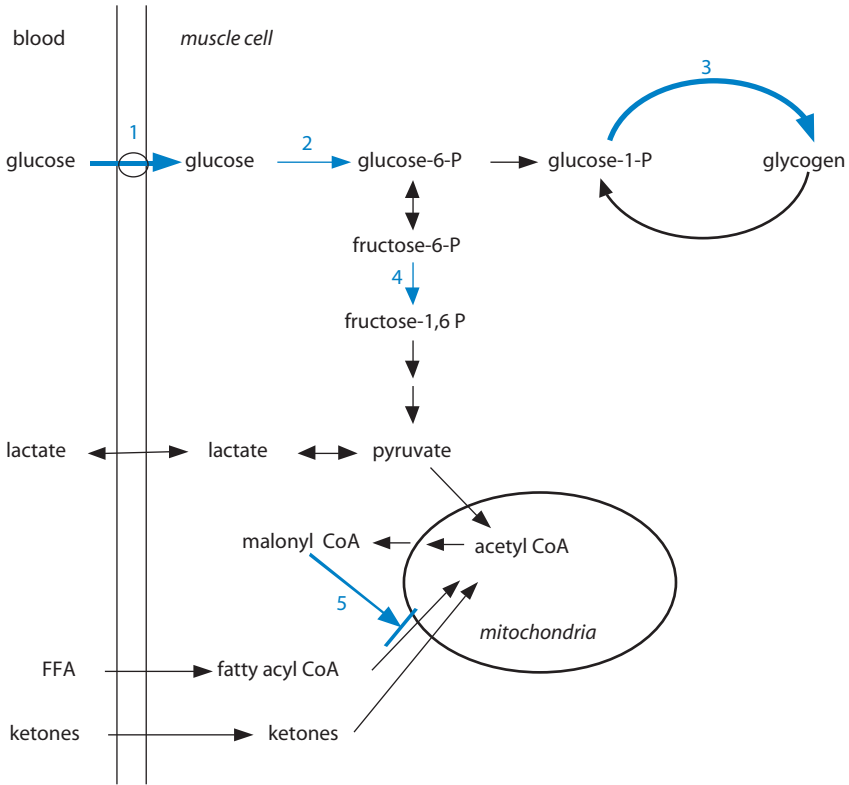 blood
muscle cell
3
1
2
glucose
glucose
glucose-6-P
glucose-1-P
glycogen
fructose-6-P
4
fructose-1,6 P
lactate
lactate
pyruvate
malonyl CoA
acetyl CoA
5
mitochondria
FFA
fatty acyl CoA
ketones
ketones